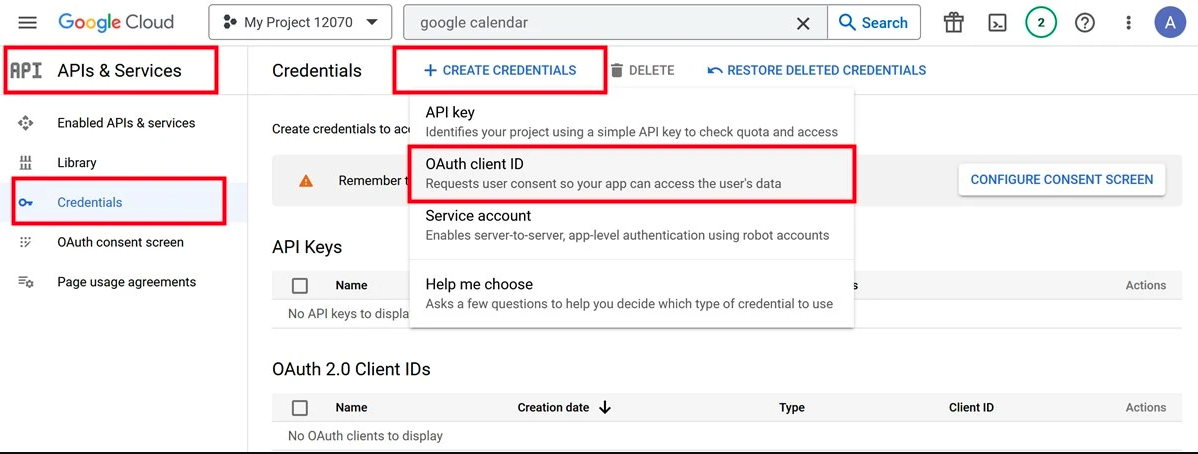 Google Cloud My Project 12070 google calendar Search 2 A
API APIs & Services Credentials + CREATE CREDENTIALS DELETE RESTORE DELETED CREDENTIALS
API key
Enabled APIs & services Create credentials to acc Identifies your project using a simple API key to check quota and access
Library OAuth client ID
Remember t Requests user consent so your app can access the user's data CONFIGURE CONSENT SCREEN
Credentials Service account
OAuth consent screen API Keys Enables server-to-server, app-level authentication using robot accounts
Page usage agreements Name Help me choose s Actions
No API keys to displa Asks a few questions to help you decide which type of credential to use
OAuth 2.0 Client IDs
Name Creation date Type Client ID Actions
No OAuth clients to display